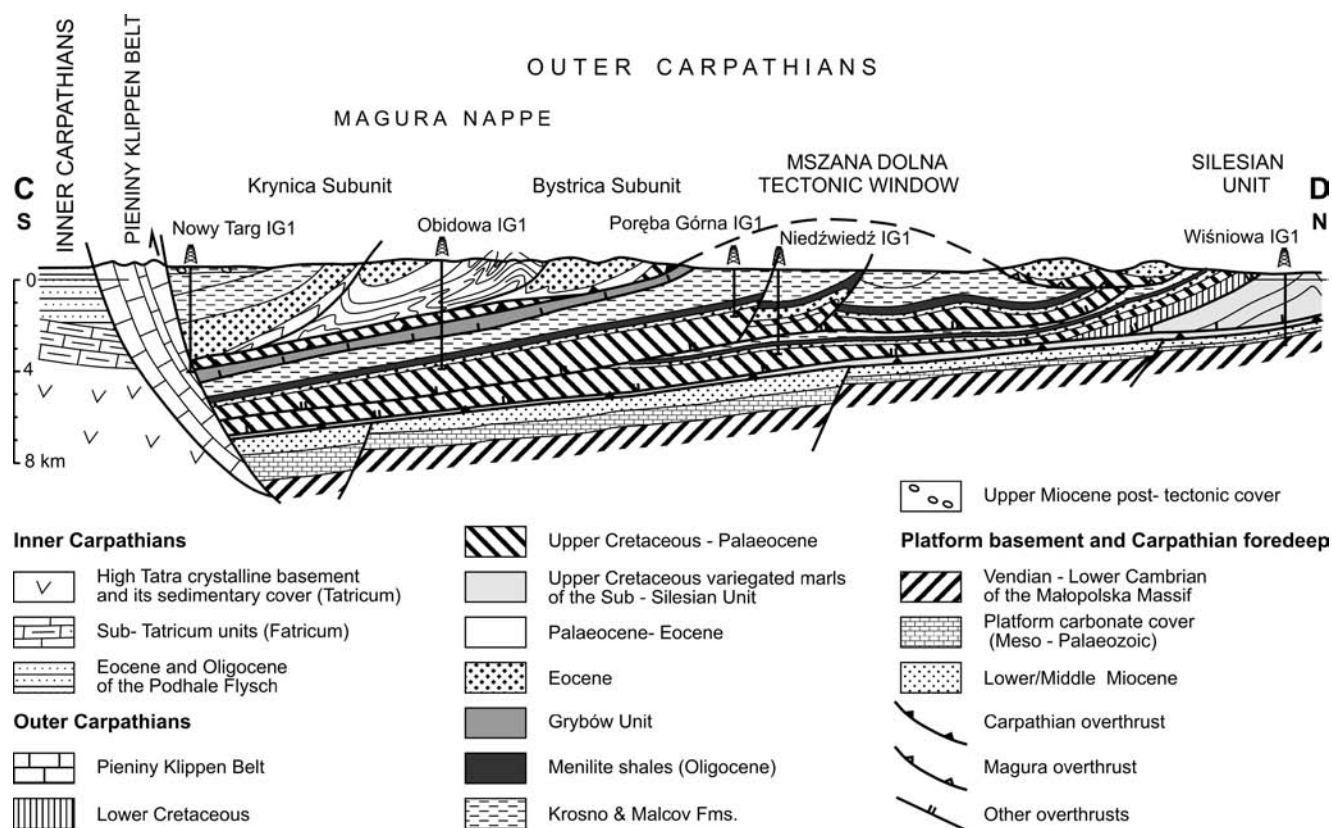 OUTER CARPATHIANS
INNER CARPATHIANS
PIENINY KLIPPEN BELT
MAGURA NAPPE
C
S
Krynica Subunit
Bystrica Subunit
MSZANA DOLNA
TECTONIC WINDOW
SILESIAN
UNIT
D
N
Nowy Targ IG1
Obidowa IG1
Poręba Górna IG1
Niedźwiedź IG1
Wiśniowa IG1
0
4
8 km
Inner Carpathians
High Tatra crystalline basement
and its sedimentary cover (Tatricum)
Sub- Tatricum units (Fatricum)
Eocene and Oligocene
of the Podhale Flysch
Outer Carpathians
Pieniny Klippen Belt
Lower Cretaceous
Upper Cretaceous - Palaeocene
Upper Cretaceous variegated marls
of the Sub - Silesian Unit
Palaeocene- Eocene
Eocene
Grybów Unit
Menilite shales (Oligocene)
Krosno & Malcov Fms.
Upper Miocene post- tectonic cover
Platform basement and Carpathian foredeep
Vendian - Lower Cambrian
of the Małopolska Massif
Platform carbonate cover
(Meso - Palaeozoic)
Lower/Middle Miocene
Carpathian overthrust
Magura overthrust
Other overthrusts